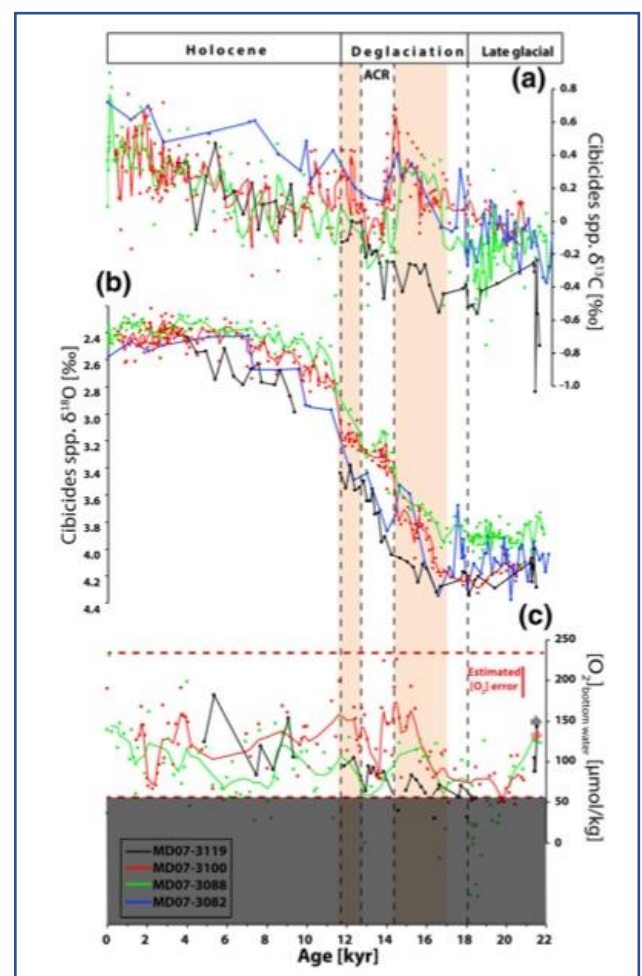 Holocene Deglaciation Late glacial
ACR
(a)
0.8
0.6
0.4
0.2
0
-0.2
-0.4
-0.6
-0.8
-1.0
Cibicides spp. δ¹³C [‰]
(b)
2.4
2.6
2.8
3.0
3.2
3.4
3.6
3.8
4.0
4.2
4.4
Cibicides spp. δ¹⁸O [‰]
(c)
250
200
150
100
50
0
[O₂]bottom water [µmol/kg]
Estimated
[O₂] error
MD07-3119
MD07-3100
MD07-3088
MD07-3082
0 2 4 6 8 10 12 14 16 18 20 22
Age [kyr]